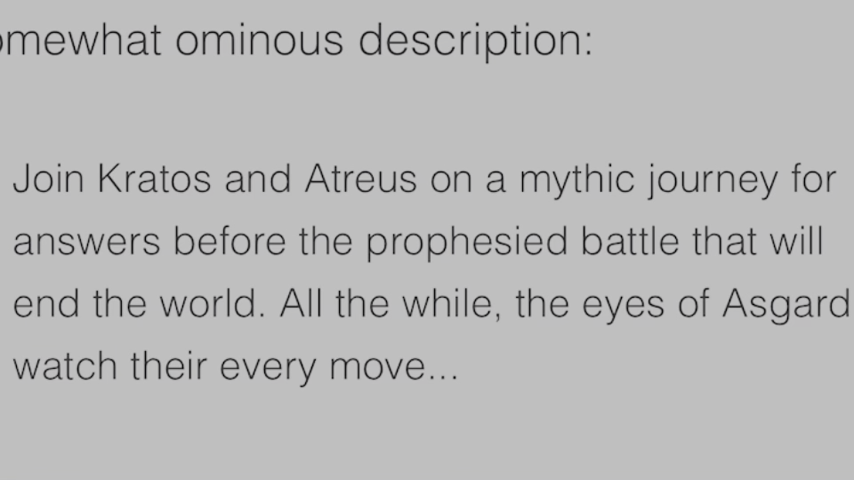 omewhat ominous description:
Join Kratos and Atreus on a mythic journey for
answers before the prophesied battle that will
end the world. All the while, the eyes of Asgard
watch their every move...